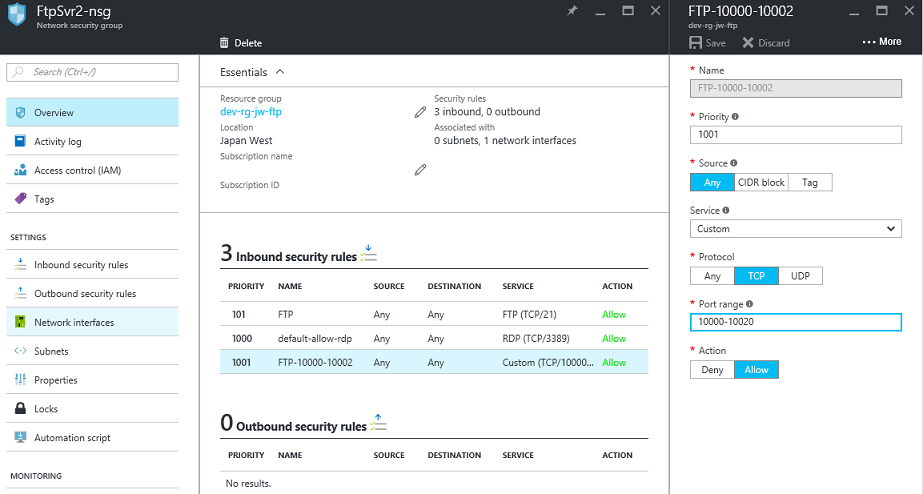 FtpSvr2-nsg
Network security group
Search (Ctrl+/)
Overview
Activity log
Access control (IAM)
Tags
SETTINGS
Inbound security rules
Outbound security rules
Network interfaces
Subnets
Properties
Locks
Automation script
MONITORING
Delete
Essentials
Resource group
dev-rg-jw-ftp
Location
Japan West
Subscription name
Subscription ID
Security rules
3 inbound, 0 outbound
Associated with
0 subnets, 1 network interfaces
3 Inbound security rules
PRIORITY NAME SOURCE DESTINATION SERVICE ACTION
101 FTP Any Any FTP (TCP/21) Allow
1000 default-allow-rdp Any Any RDP (TCP/3389) Allow
1001 FTP-10000-10002 Any Any Custom (TCP/10000... Allow
0 Outbound security rules
PRIORITY NAME SOURCE DESTINATION SERVICE ACTION
No results.
FTP-10000-10002
dev-rg-jw-ftp
Save Discard ••• More
* Name
FTP-10000-10002
* Priority
1001
* Source
Any CIDR block Tag
Service
Custom
* Protocol
Any TCP UDP
* Port range
10000-10020
* Action
Deny Allow